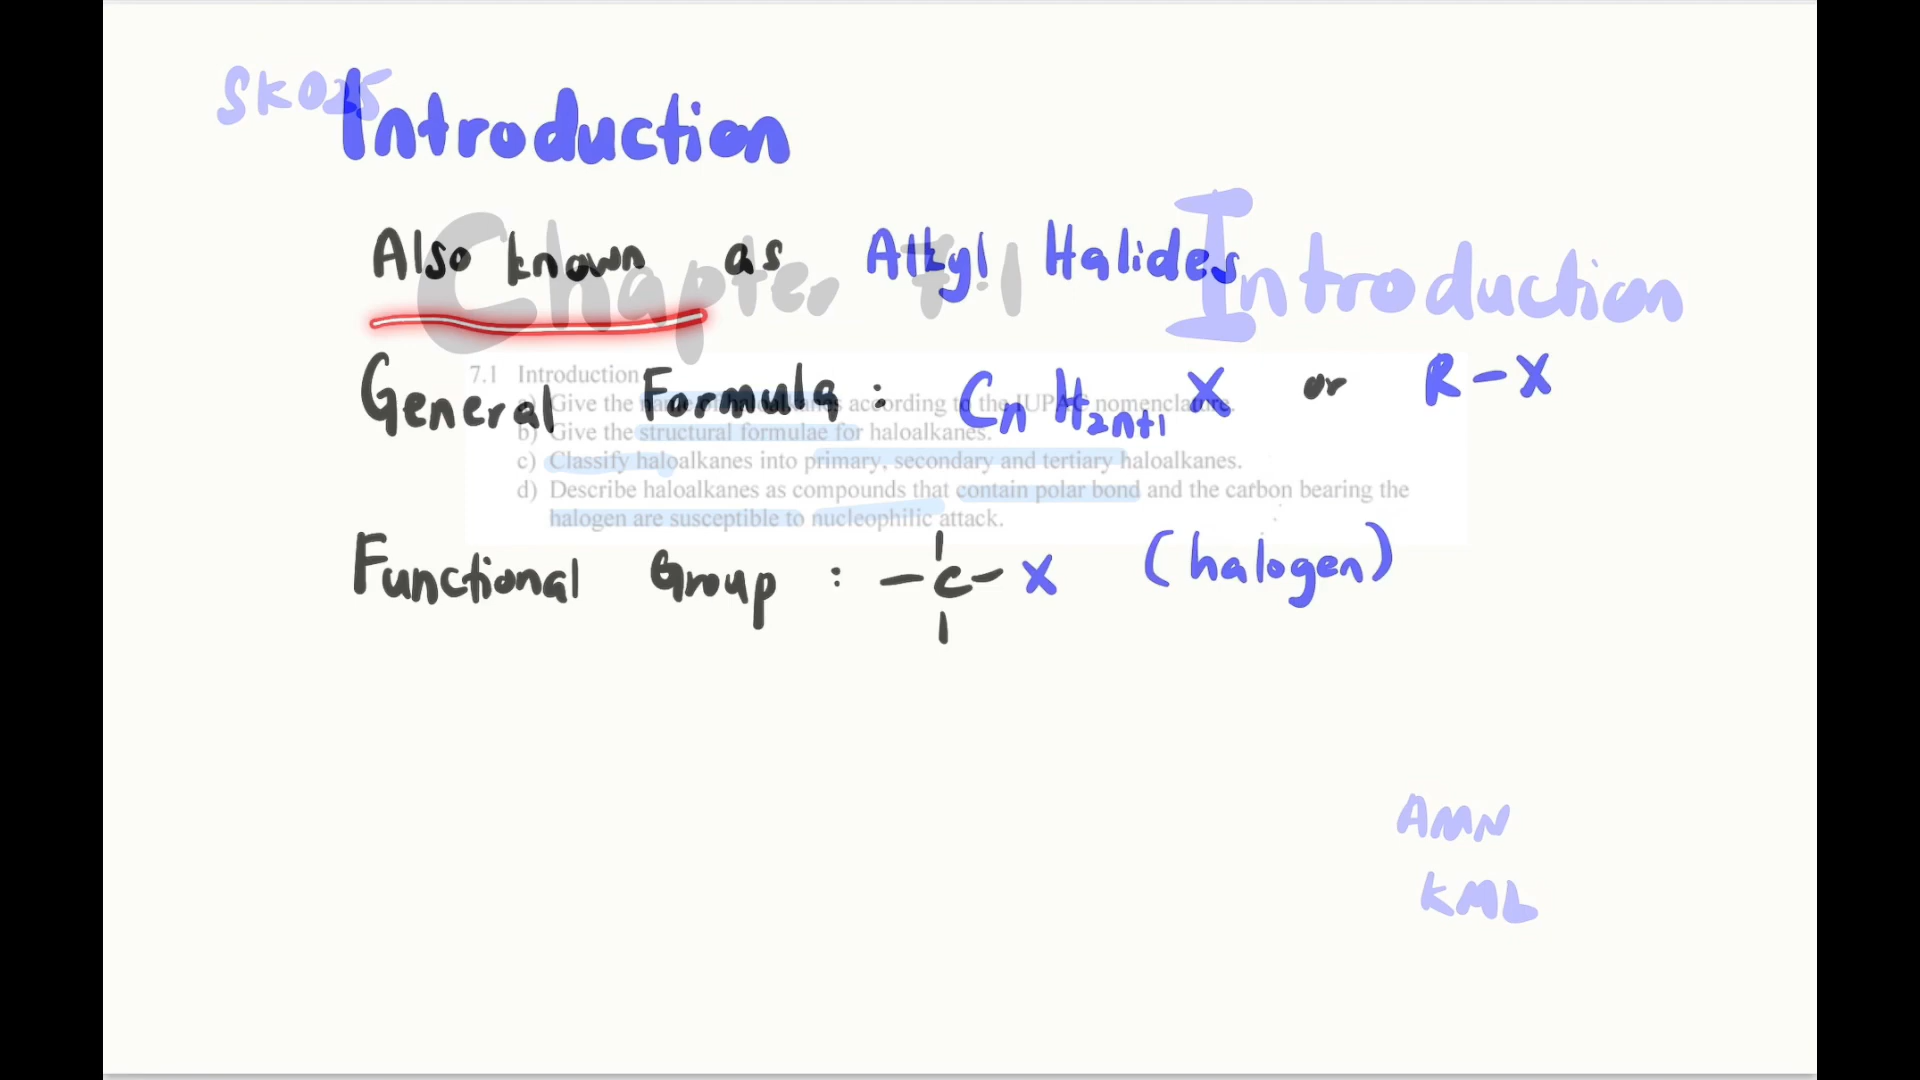 SK025
Introduction
Also known as Alkyl Halides
Chapter 7.1 Introduction
General Formula : CnH2n+1 X or R-X
7.1 Introduction
a) Give the according to the IUPAC nomenclature.
b) Give the structural formulae for haloalkanes.
c) Classify haloalkanes into primary, secondary and tertiary haloalkanes.
d) Describe haloalkanes as compounds that contain polar bond and the carbon bearing the
halogen are susceptible to nucleophilic attack.
Functional Group : -C-X (halogen)
AMN
KML